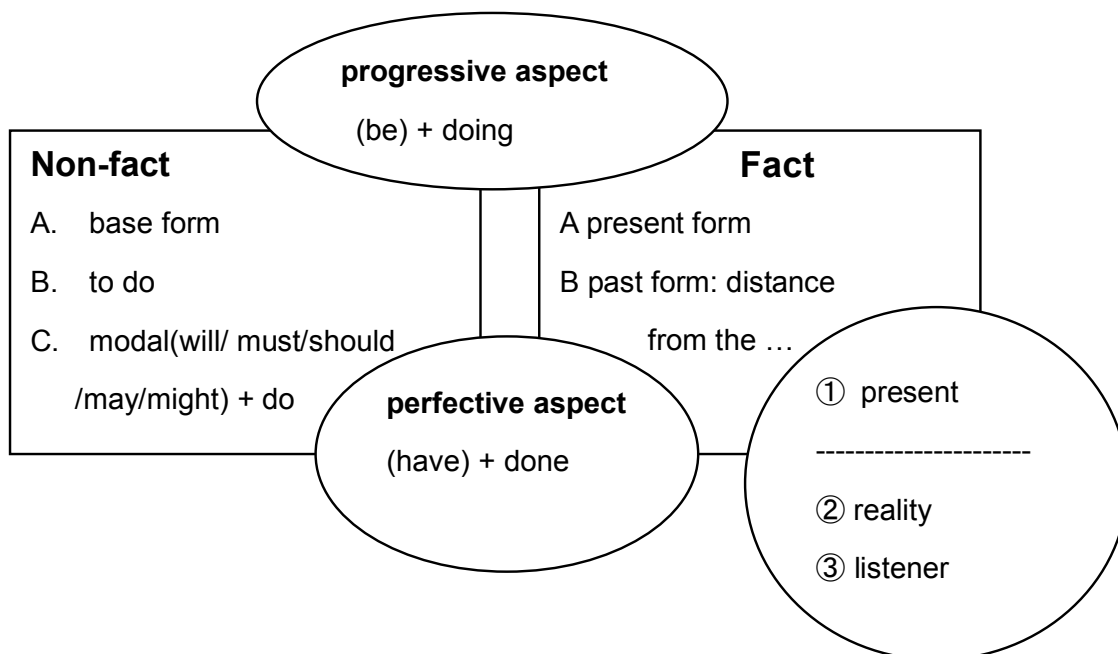 progressive aspect
(be) + doing
Non-fact
A. base form
B. to do
C. modal(will/ must/should
/may/might) + do
Fact
A present form
B past form: distance
from the …
① present
-----------------------
② reality
③ listener
perfective aspect
(have) + done